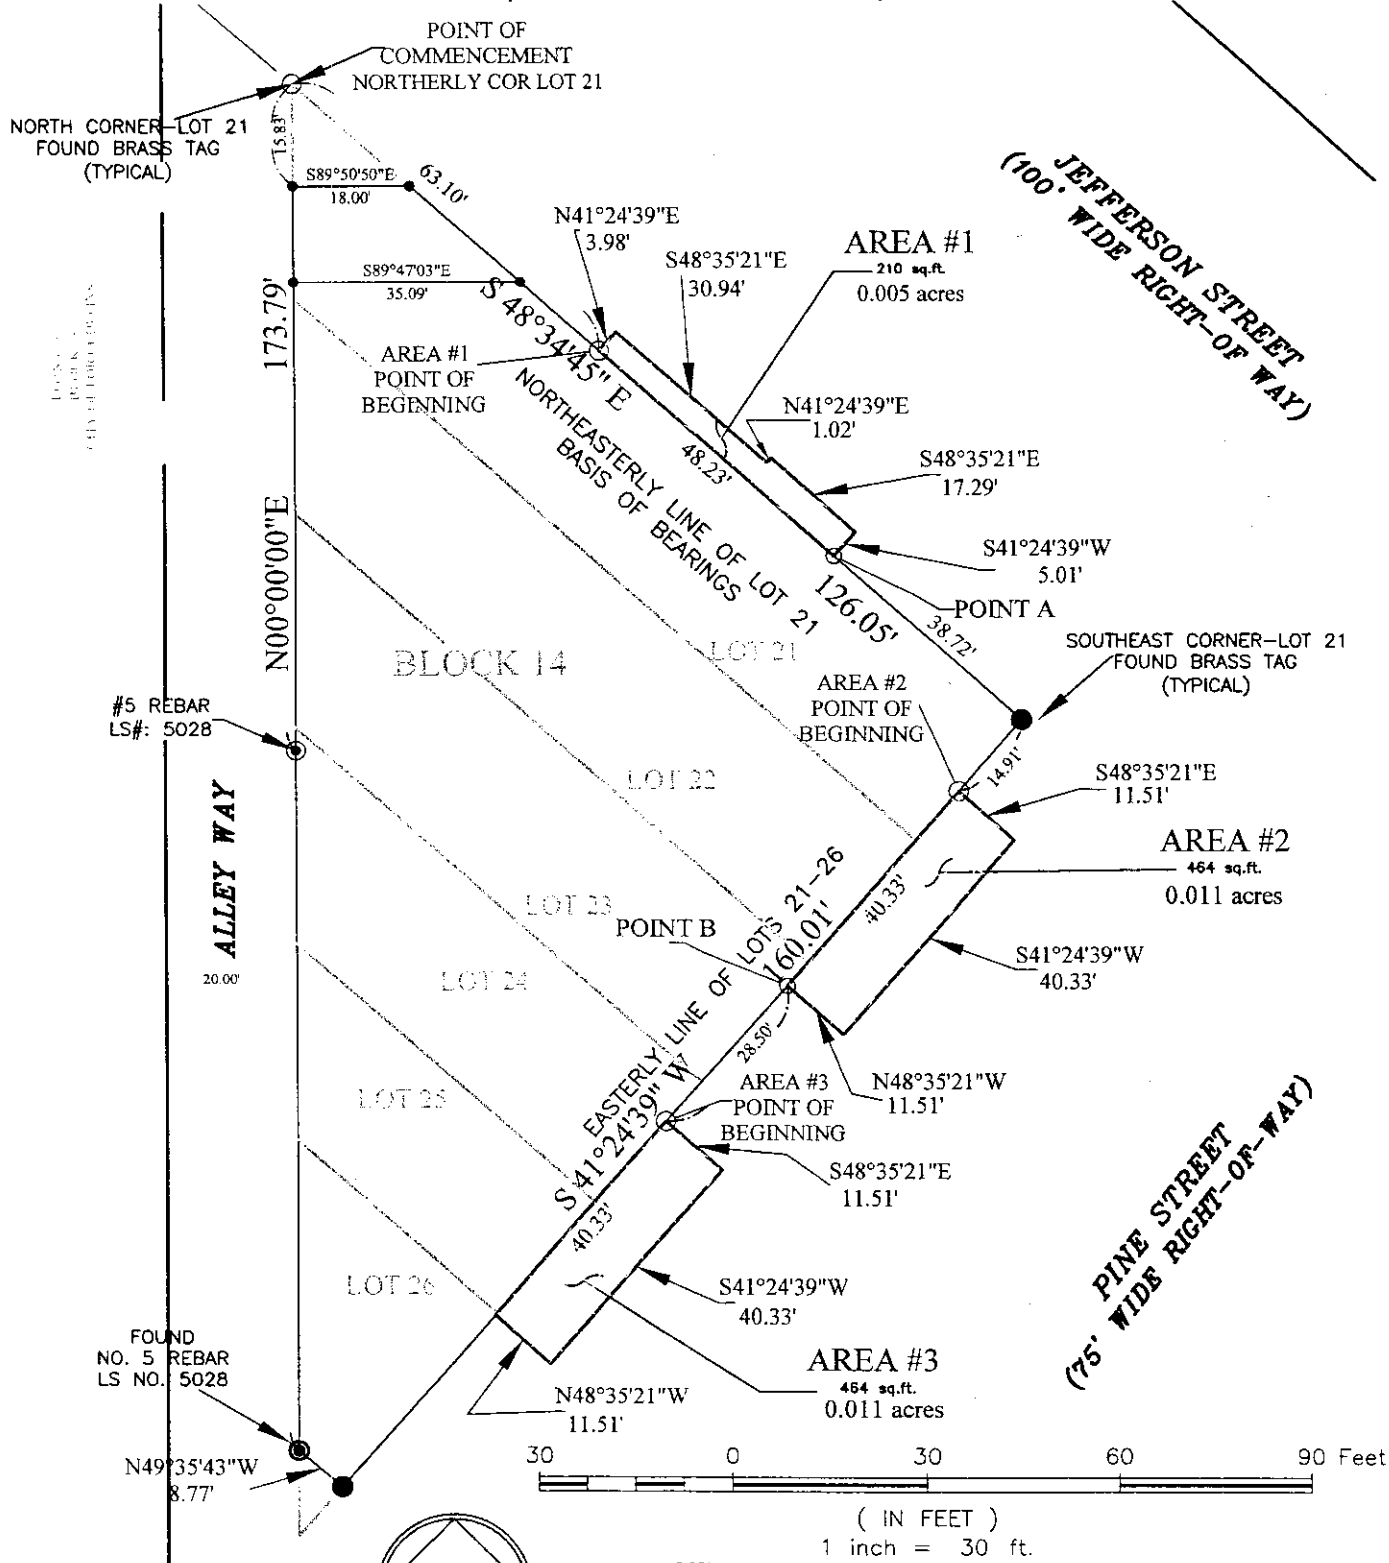 POINT OF
COMMENCEMENT
NORTHERLY COR LOT 21
NORTH CORNER-LOT 21
FOUND BRASS TAG
(TYPICAL)
15.83'
S89°50'50"E
18.00'
63.10'
JEFFERSON STREET
(100' WIDE RIGHT-OF WAY)
N41°24'39"E
3.98'
S48°35'21"E
30.94'
AREA #1
210 sq.ft.
0.005 acres
S89°47'03"E
35.09'
S 48°34'45" E
173.79'
AREA #1
POINT OF
BEGINNING
NORTHEASTERLY LINE OF LOT 21
BASIS OF BEARINGS
48.23'
N41°24'39"E
1.02'
S48°35'21"E
17.29'
S41°24'39"W
5.01'
POINT A
126.05'
38.72'
N00°00'00"E
BLOCK 14
LOT 21
SOUTHEAST CORNER-LOT 21
FOUND BRASS TAG
(TYPICAL)
AREA #2
POINT OF
BEGINNING
#5 REBAR
LS#: 5028
LOT 22
14.91'
S48°35'21"E
11.51'
ALLEY WAY
20.00'
AREA #2
464 sq.ft.
0.011 acres
LOT 23
POINT B
40.33'
160.01'
EASTERLY LINE OF LOTS 21-26
S 41°24'39" W
S41°24'39"W
40.33'
LOT 24
28.50'
N48°35'21"W
11.51'
AREA #3
POINT OF
BEGINNING
LOT 25
S48°35'21"E
11.51'
PINE STREET
(75' WIDE RIGHT-OF-WAY)
40.33'
LOT 26
S41°24'39"W
40.33'
FOUND
NO. 5 REBAR
LS NO. 5028
AREA #3
464 sq.ft.
0.011 acres
N48°35'21"W
11.51'
N49°35'43"W
8.77'
30 0 30 60 90 Feet
( IN FEET )
1 inch = 30 ft.